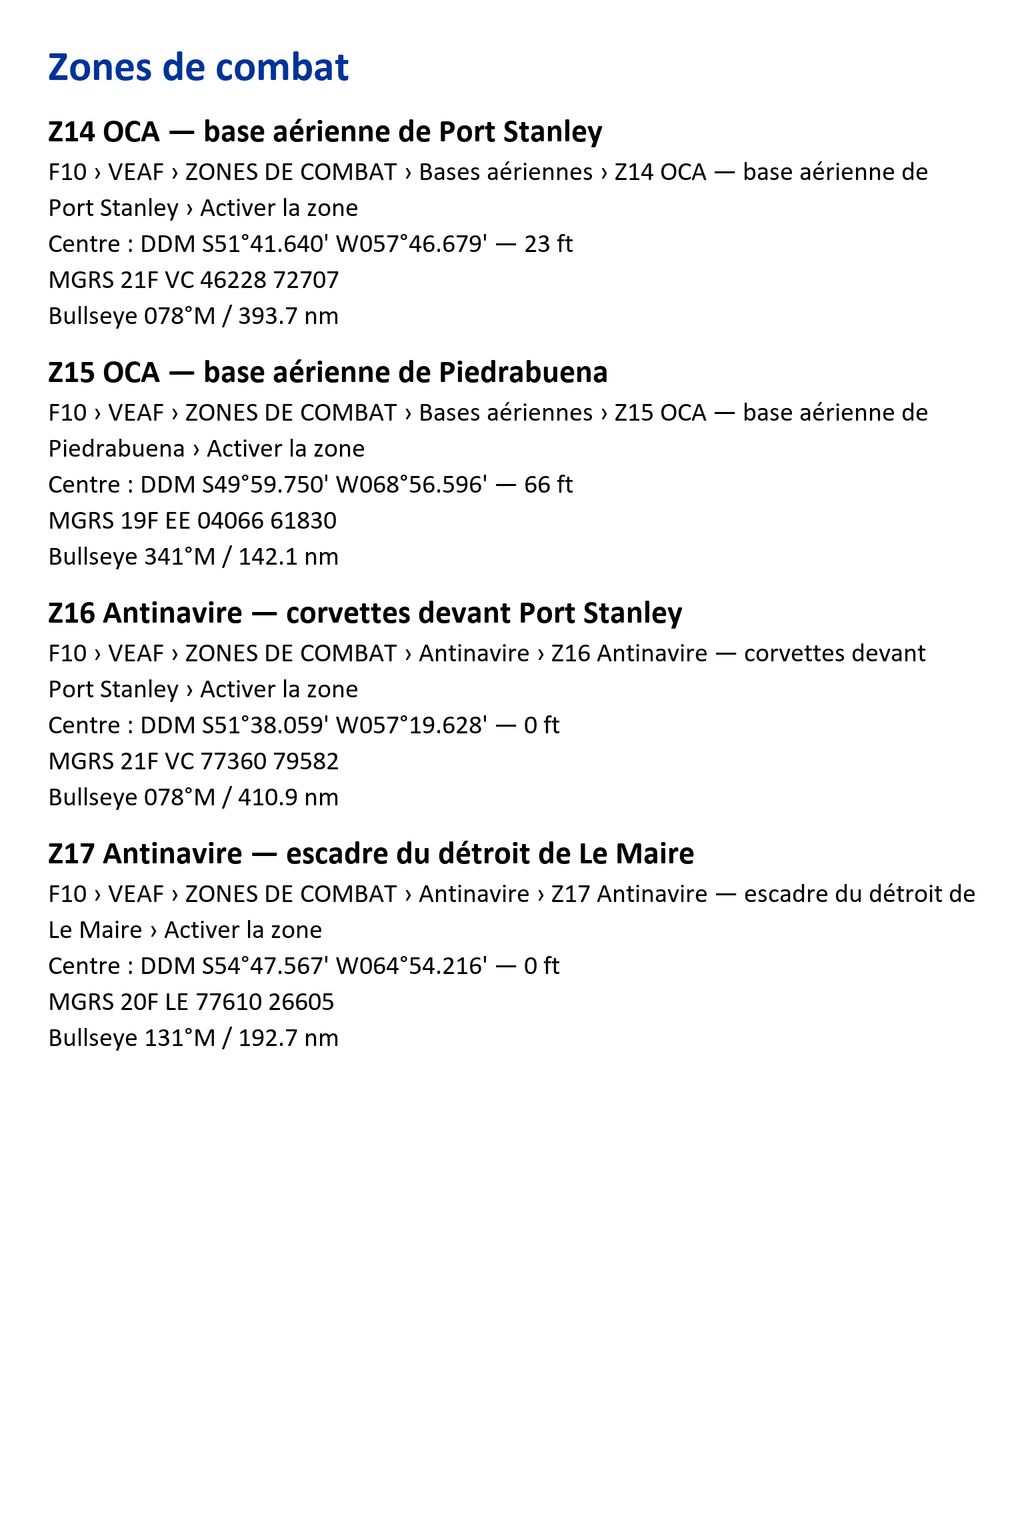 Zones de combat
Z14 OCA — base aérienne de Port Stanley
F10 › VEAF › ZONES DE COMBAT › Bases aériennes › Z14 OCA — base aérienne de
Port Stanley › Activer la zone
Centre : DDM S51°41.640' W057°46.679' — 23 ft
MGRS 21F VC 46228 72707
Bullseye 078°M / 393.7 nm
Z15 OCA — base aérienne de Piedrabuena
F10 › VEAF › ZONES DE COMBAT › Bases aériennes › Z15 OCA — base aérienne de
Piedrabuena › Activer la zone
Centre : DDM S49°59.750' W068°56.596' — 66 ft
MGRS 19F EE 04066 61830
Bullseye 341°M / 142.1 nm
Z16 Antinavire — corvettes devant Port Stanley
F10 › VEAF › ZONES DE COMBAT › Antinavire › Z16 Antinavire — corvettes devant
Port Stanley › Activer la zone
Centre : DDM S51°38.059' W057°19.628' — 0 ft
MGRS 21F VC 77360 79582
Bullseye 078°M / 410.9 nm
Z17 Antinavire — escadre du détroit de Le Maire
F10 › VEAF › ZONES DE COMBAT › Antinavire › Z17 Antinavire — escadre du détroit de
Le Maire › Activer la zone
Centre : DDM S54°47.567' W064°54.216' — 0 ft
MGRS 20F LE 77610 26605
Bullseye 131°M / 192.7 nm